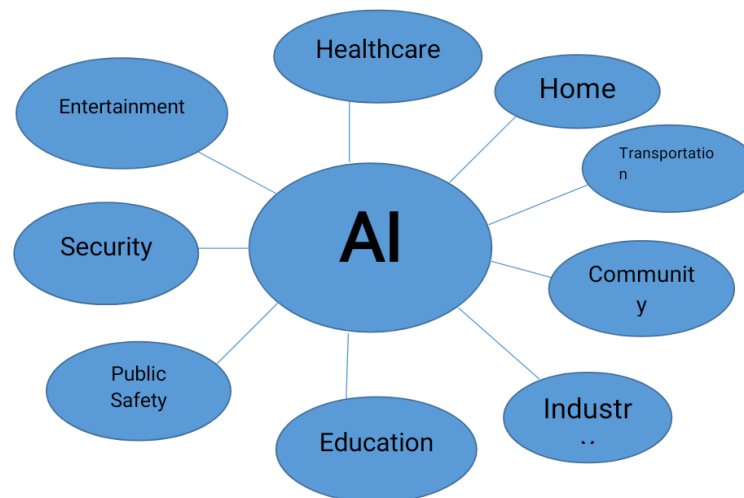 Healthcare
Home
Entertainment
Transportatio
n
AI
Security
Communit
y
Public
Safety
Industr
y
Education